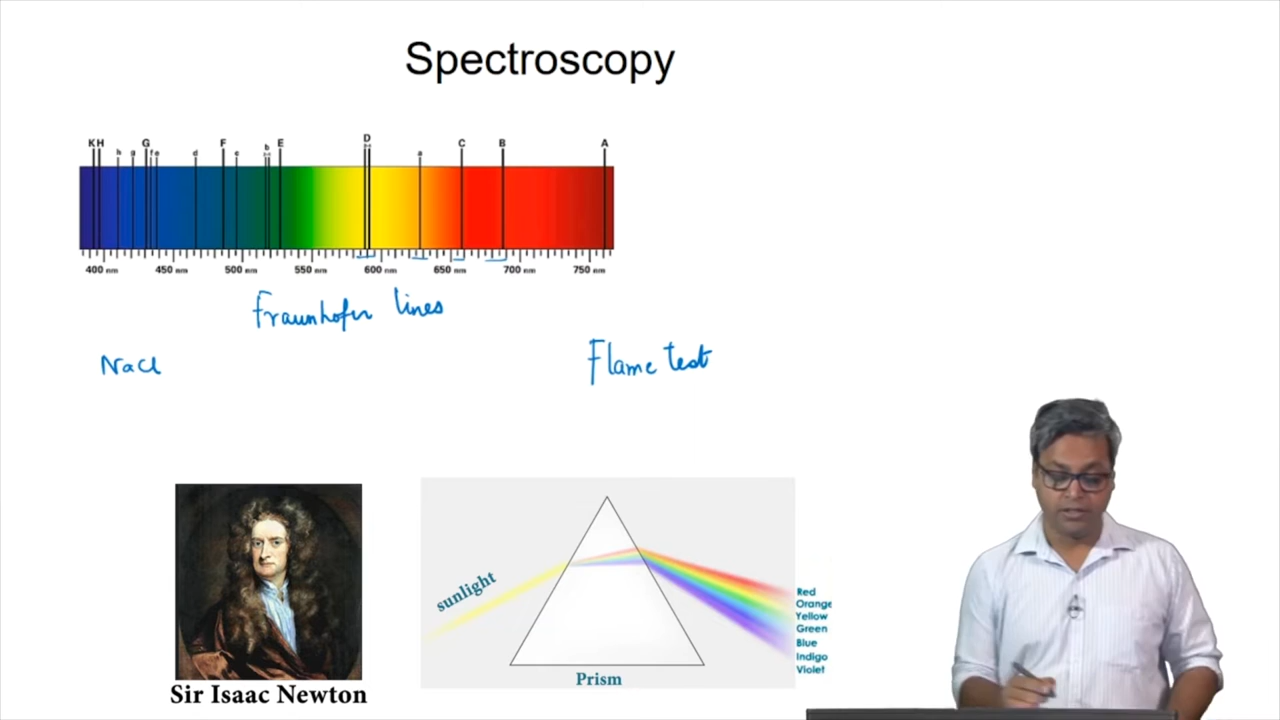 Spectroscopy
K H h g G f e d F c b E D a C B A
400 nm 450 nm 500 nm 550 nm 600 nm 650 nm 700 nm 750 nm
Fraunhofer lines
NaCl
Flame test
sunlight
Red
Orange
Yellow
Green
Blue
Indigo
Violet
Prism
Sir Isaac Newton